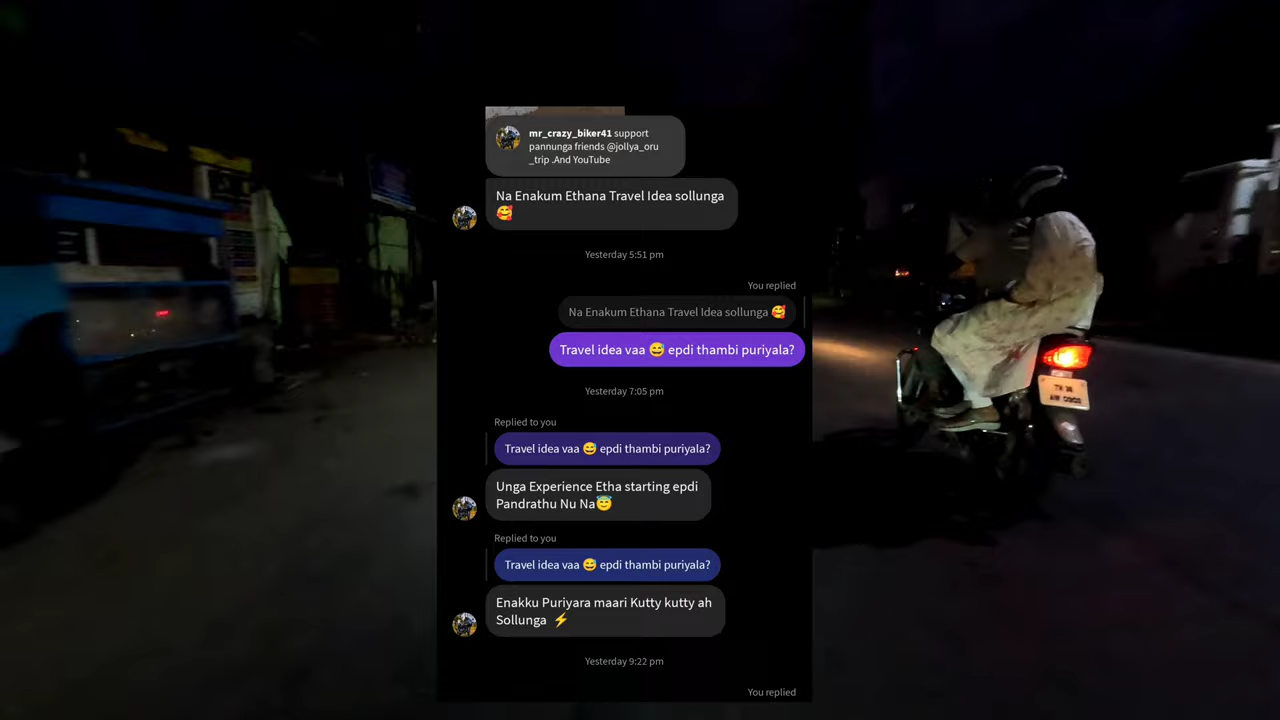 mr_crazy_biker41 support
pannunga friends @jollya_oru
_trip .And YouTube
Na Enakum Ethana Travel Idea sollunga
🥰
Yesterday 5:51 pm
You replied
Na Enakum Ethana Travel Idea sollunga 🥰
Travel idea vaa 😅 epdi thambi puriyala?
Yesterday 7:05 pm
Replied to you
Travel idea vaa 😅 epdi thambi puriyala?
Unga Experience Etha starting epdi
Pandrathu Nu Na😇
Replied to you
Travel idea vaa 😅 epdi thambi puriyala?
Enakku Puriyara maari Kutty kutty ah
Sollunga ⚡
Yesterday 9:22 pm
You replied